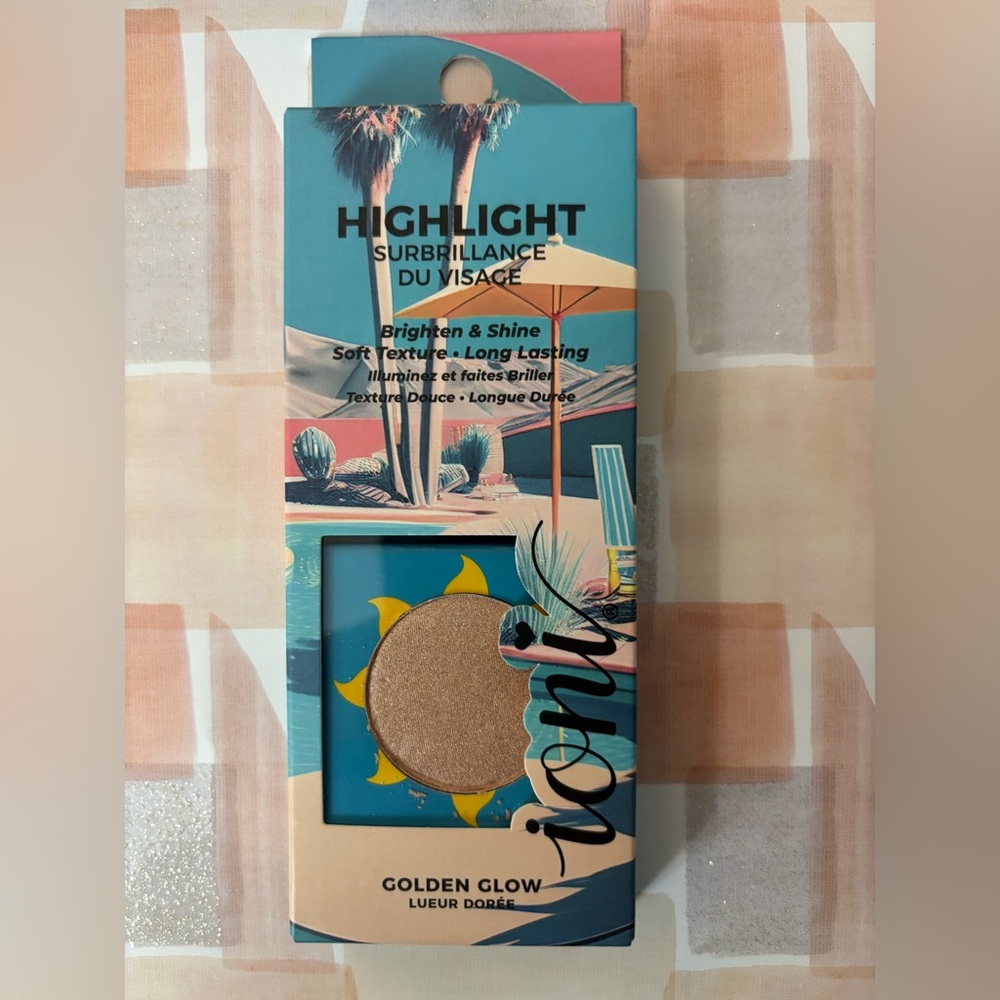 HIGHLIGHT
SURBRILLANCE
DU VISAGE
Brighten & Shine
Soft Texture • Long Lasting
Illuminez et faites Briller
Texture Douce • Longue Durée
ioni®
GOLDEN GLOW
LUEUR DORÉE